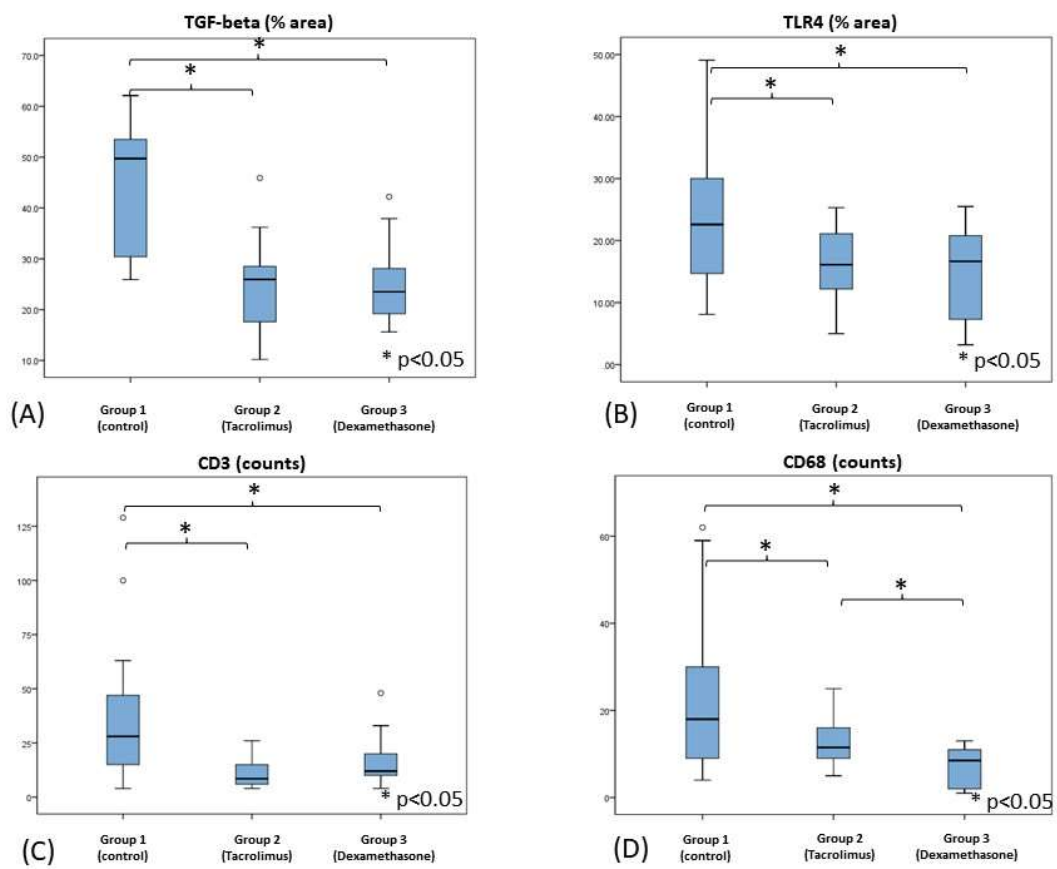 TGF-beta (% area)
70.0
60.0
50.0
40.0
30.0
20.0
10.0
*
*
* p<0.05
(A)
Group 1
(control)
Group 2
(Tacrolimus)
Group 3
(Dexamethasone)
TLR4 (% area)
50.00
40.00
30.00
20.00
10.00
.00
*
*
* p<0.05
(B)
Group 1
(control)
Group 2
(Tacrolimus)
Group 3
(Dexamethasone)
CD3 (counts)
125
100
75
50
25
0
*
*
* p<0.05
(C)
Group 1
(control)
Group 2
(Tacrolimus)
Group 3
(Dexamethasone)
CD68 (counts)
60
40
20
0
*
*
*
* p<0.05
(D)
Group 1
(control)
Group 2
(Tacrolimus)
Group 3
(Dexamethasone)